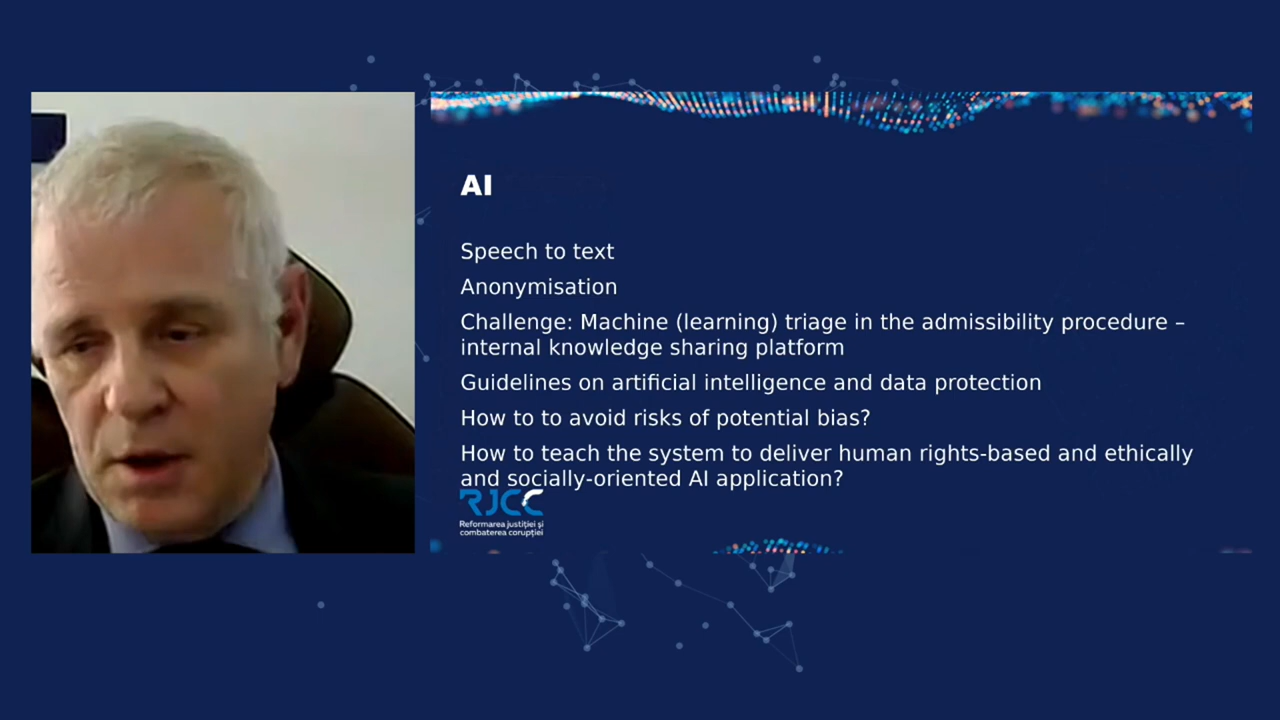 AI
Speech to text
Anonymisation
Challenge: Machine (learning) triage in the admissibility procedure –
internal knowledge sharing platform
Guidelines on artificial intelligence and data protection
How to to avoid risks of potential bias?
How to teach the system to deliver human rights-based and ethically
and socially-oriented AI application?
RJCC
Reformarea justiției și
combaterea corupției